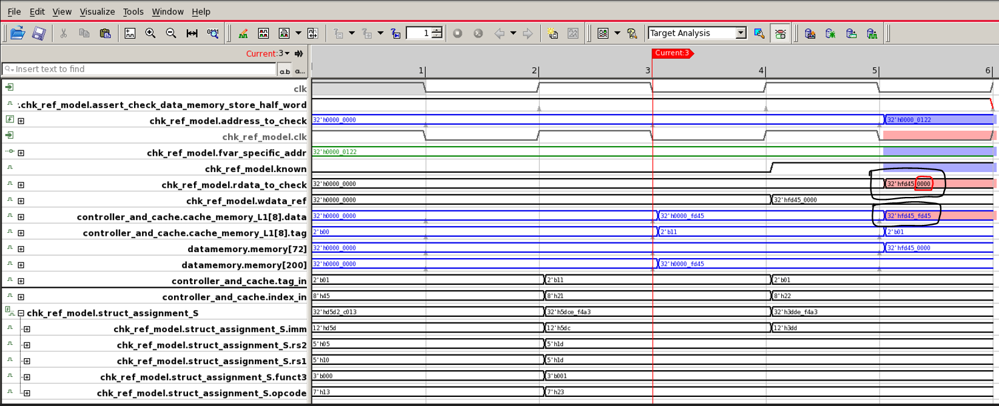 File Edit View Visualize Tools Window Help
1 Target Analysis
Current:3
Insert text to find a.b a...
Current:3
1 2 3 4 5 6
clk
:.chk_ref_model.assert_check_data_memory_store_half_word
chk_ref_model.address_to_check 32'h0000_0000 32'h0000_0122
chk_ref_model.clk
chk_ref_model.fvar_specific_addr 32'h0000_0122
chk_ref_model.known
chk_ref_model.rdata_to_check 32'h0000_0000 32'hfd45_0000
chk_ref_model.wdata_ref 32'h0000_0000 32'hfd45_0000
controller_and_cache.cache_memory_L1[8].data 32'h0000_0000 32'h0000_fd45 32'hfd45_fd45
controller_and_cache.cache_memory_L1[8].tag 2'b00 2'b11 2'b01
datamemory.memory[72] 32'h0000_0000 32'hfd45_0000
datamemory.memory[200] 32'h0000_0000 32'h0000_fd45
controller_and_cache.tag_in 2'b01 2'b11 2'b01
controller_and_cache.index_in 8'h45 8'h21 8'h22
chk_ref_model.struct_assignment_S 32'hd5d2_c013 32'h5dce_f4a3 32'h3dde_f4a3
chk_ref_model.struct_assignment_S.imm 12'hd5d 12'h5dc 12'h3dd
chk_ref_model.struct_assignment_S.rs2 5'h05 5'h1d
chk_ref_model.struct_assignment_S.rs1 5'h10 5'h1d
chk_ref_model.struct_assignment_S.funct3 3'b000 3'b001
chk_ref_model.struct_assignment_S.opcode 7'h13 7'h23